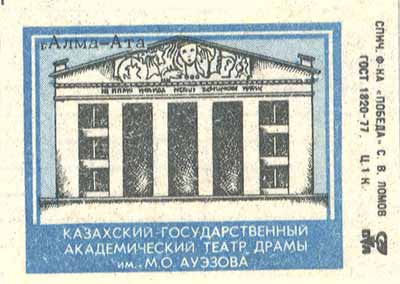 г. Алма-Ата
КАЗАХСКИЙ ГОСУДАРСТВЕННЫЙ
АКАДЕМИЧЕСКИЙ ТЕАТР ДРАМЫ
им. М.О АУЭЗОВА
СПИЧ. Ф-КА «ПОБЕДА» С. В. ЛОМОВ
ГОСТ 1820-77. Ц. 1 К.